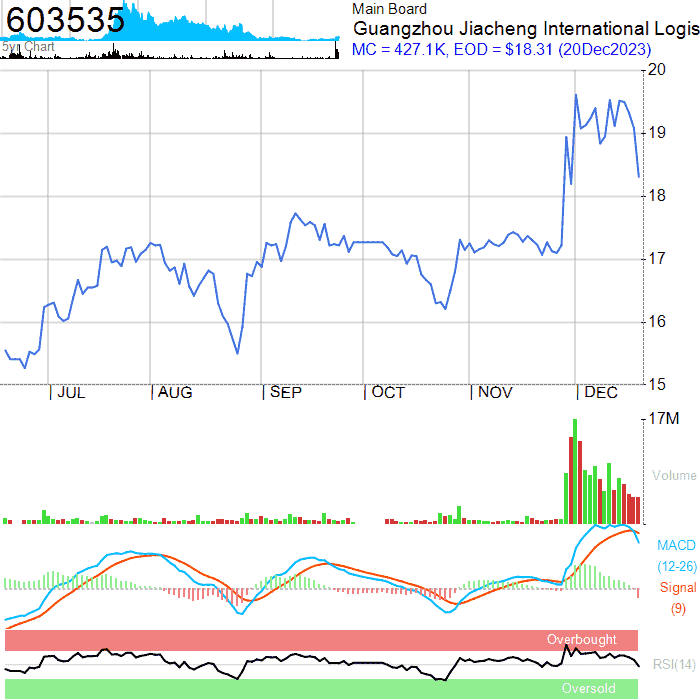 603535
5yr Chart
Main Board
Guangzhou Jiacheng International Logis
MC = 427.1K, EOD = $18.31 (20Dec2023)
20
19
18
17
16
15
JUL AUG SEP OCT NOV DEC
17M
Volume
MACD
(12-26)
Signal
(9)
Overbought
RSI(14)
Oversold